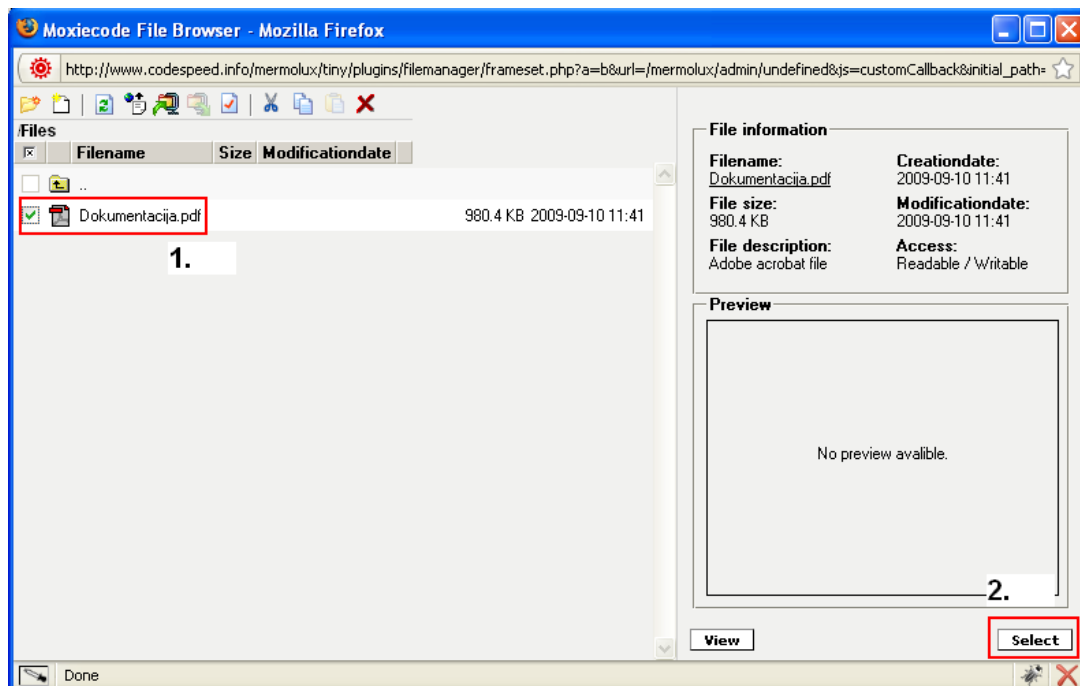 Moxiecode File Browser - Mozilla Firefox
http://www.codespeed.info/mermolux/tiny/plugins/filemanager/frameset.php?a=b&url=/mermolux/admin/undefined&js=customCallback&initial_path=
/Files
Filename Size Modificationdate
..
Dokumentacija.pdf 980.4 KB 2009-09-10 11:41
1.
File information
Filename: Creationdate:
Dokumentacija.pdf 2009-09-10 11:41
File size: Modificationdate:
980.4 KB 2009-09-10 11:41
File description: Access:
Adobe acrobat file Readable / Writable
Preview
No preview avalible.
2.
View Select
Done